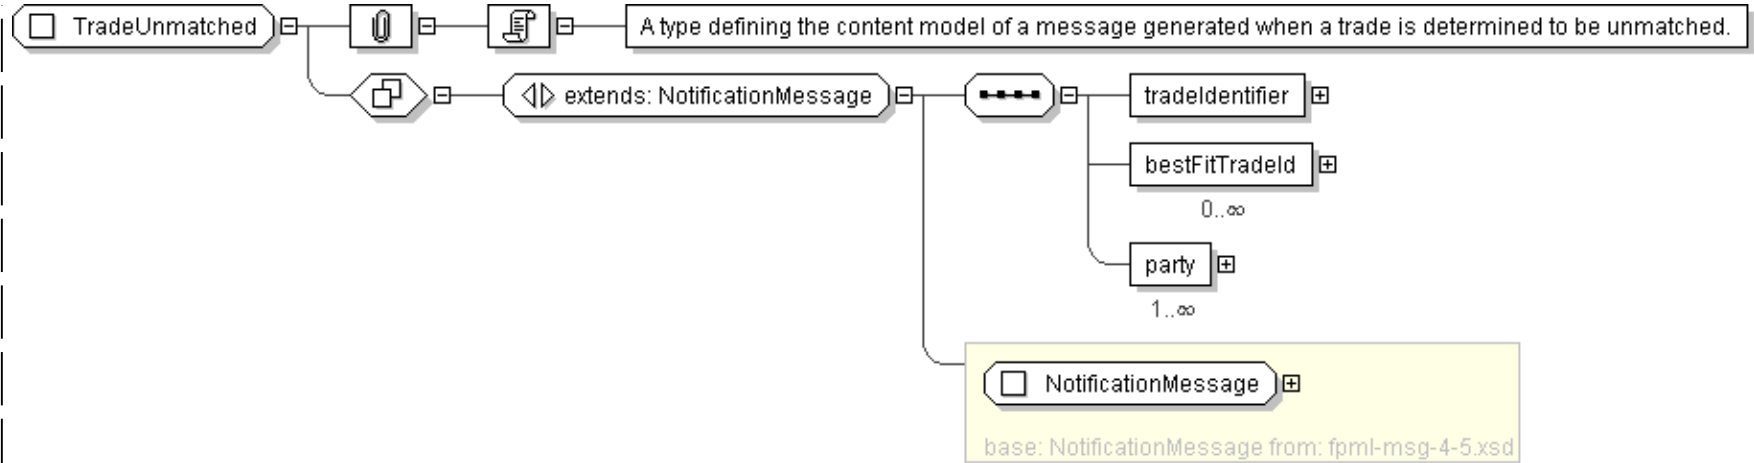 TradeUnmatched
A type defining the content model of a message generated when a trade is determined to be unmatched.
extends: NotificationMessage
tradeIdentifier
bestFitTradeId
0..∞
party
1..∞
NotificationMessage
base: NotificationMessage from: fpml-msg-4-5.xsd